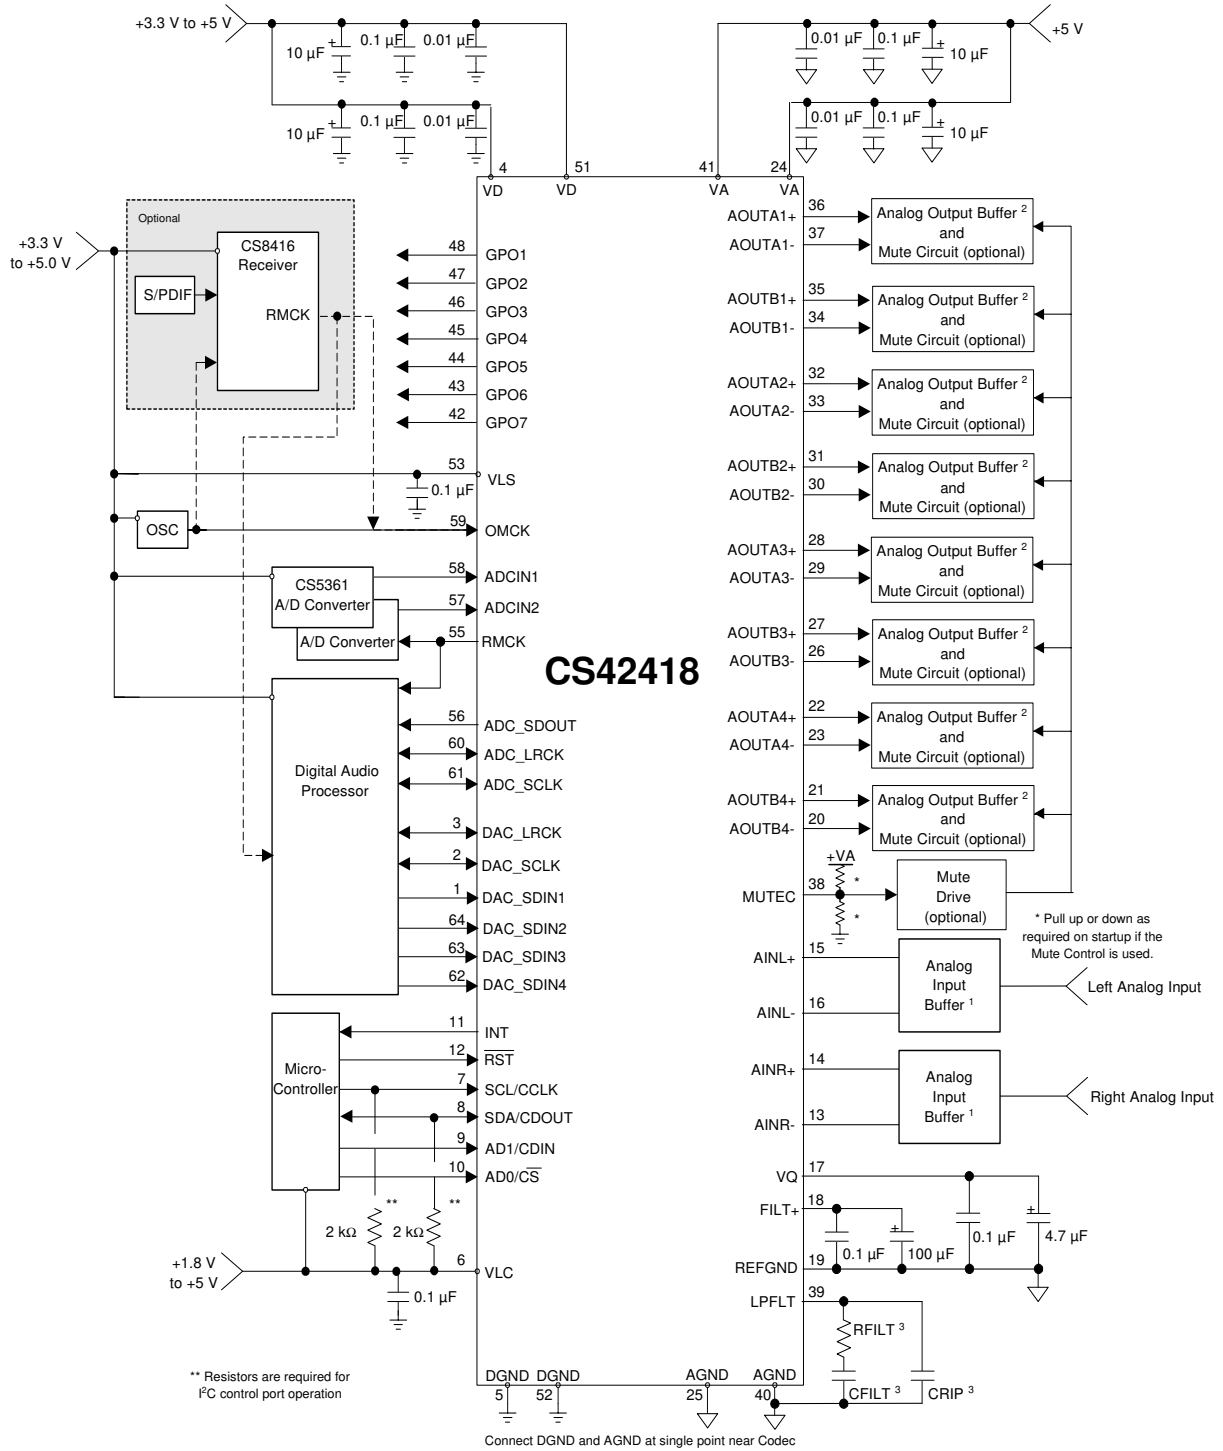 +3.3 V to +5 V
10 µF
+
0.1 µF
0.01 µF
10 µF
+
0.1 µF
0.01 µF
0.01 µF
0.1 µF
+
10 µF
+5 V
0.01 µF
0.1 µF
+
10 µF
4
VD
51
VD
41
VA
24
VA
Optional
+3.3 V
to +5.0 V
CS8416
Receiver
S/PDIF
RMCK
48
GPO1
47
GPO2
46
GPO3
45
GPO4
44
GPO5
43
GPO6
42
GPO7
53
VLS
0.1 µF
OSC
59
OMCK
CS5361
A/D Converter
A/D Converter
58
ADCIN1
57
ADCIN2
55
RMCK
CS42418
Digital Audio
Processor
56
ADC_SDOUT
60
ADC_LRCK
61
ADC_SCLK
3
DAC_LRCK
2
DAC_SCLK
1
DAC_SDIN1
64
DAC_SDIN2
63
DAC_SDIN3
62
DAC_SDIN4
Micro-
Controller
11
INT
12
RST
7
SCL/CCLK
8
SDA/CDOUT
9
AD1/CDIN
10
AD0/CS
**
2 kΩ
**
2 kΩ
+1.8 V
to +5 V
6
VLC
0.1 µF
** Resistors are required for
I2C control port operation
DGND
5
DGND
52
AGND
25
AGND
40
Connect DGND and AGND at single point near Codec
AOUTA1+
36
AOUTA1-
37
Analog Output Buffer 2
and
Mute Circuit (optional)
AOUTB1+
35
AOUTB1-
34
Analog Output Buffer 2
and
Mute Circuit (optional)
AOUTA2+
32
AOUTA2-
33
Analog Output Buffer 2
and
Mute Circuit (optional)
AOUTB2+
31
AOUTB2-
30
Analog Output Buffer 2
and
Mute Circuit (optional)
AOUTA3+
28
AOUTA3-
29
Analog Output Buffer 2
and
Mute Circuit (optional)
AOUTB3+
27
AOUTB3-
26
Analog Output Buffer 2
and
Mute Circuit (optional)
AOUTA4+
22
AOUTA4-
23
Analog Output Buffer 2
and
Mute Circuit (optional)
AOUTB4+
21
AOUTB4-
20
Analog Output Buffer 2
and
Mute Circuit (optional)
+VA
*
MUTEC
38
*
Mute
Drive
(optional)
* Pull up or down as
required on startup if the
Mute Control is used.
AINL+
15
AINL-
16
Analog
Input
Buffer 1
Left Analog Input
AINR+
14
AINR-
13
Analog
Input
Buffer 1
Right Analog Input
VQ
17
FILT+
18
0.1 µF
+
100 µF
0.1 µF
+
4.7 µF
REFGND
19
LPFLT
39
RFILT 3
CFILT 3
CRIP 3